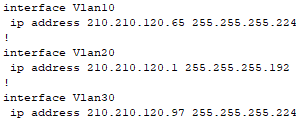 interface Vlan10
 ip address 210.210.120.65 255.255.255.224
!
interface Vlan20
 ip address 210.210.120.1 255.255.255.192
!
interface Vlan30
 ip address 210.210.120.97 255.255.255.224